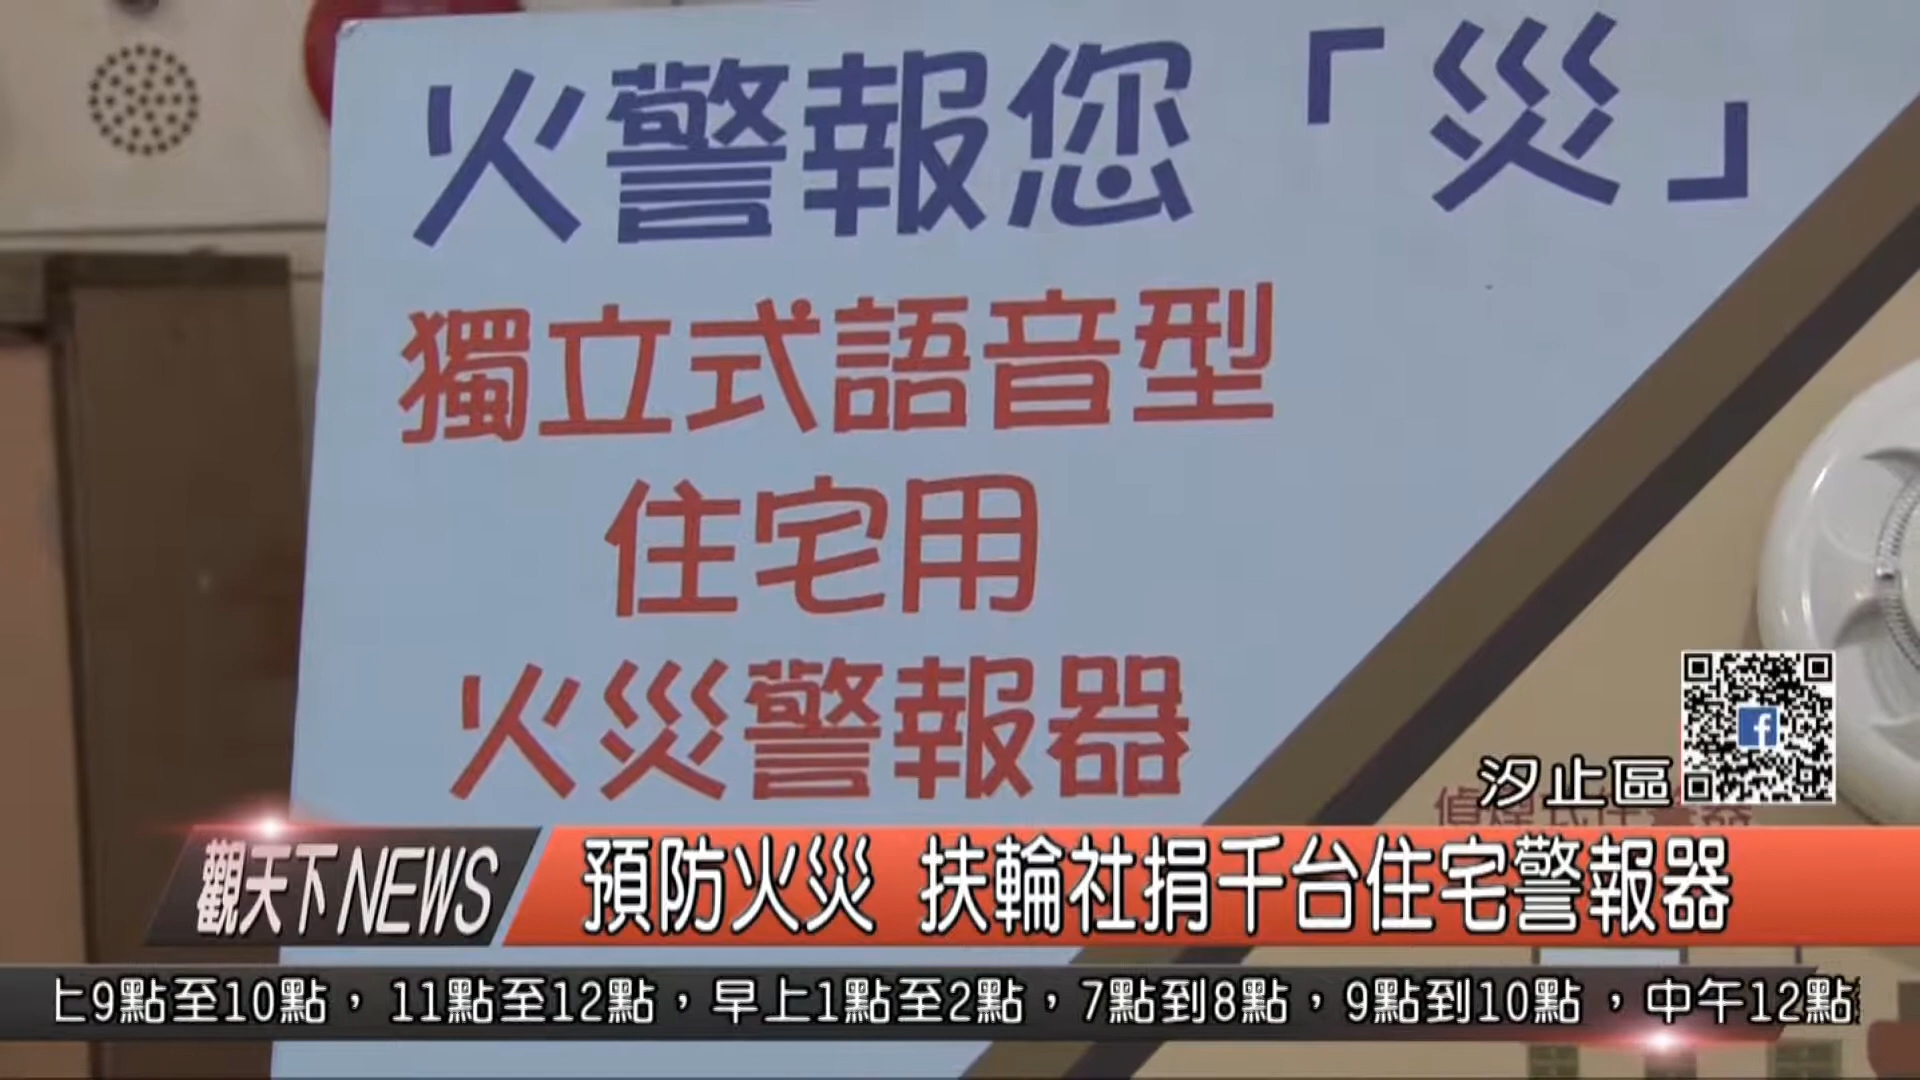 火警報您「災」
獨立式語音型
住宅用
火災警報器
汐止區
觀天下NEWS
預防火災 扶輪社捐千台住宅警報器
上9點至10點，11點至12點，早上1點至2點，7點到8點，9點到10點，中午12點